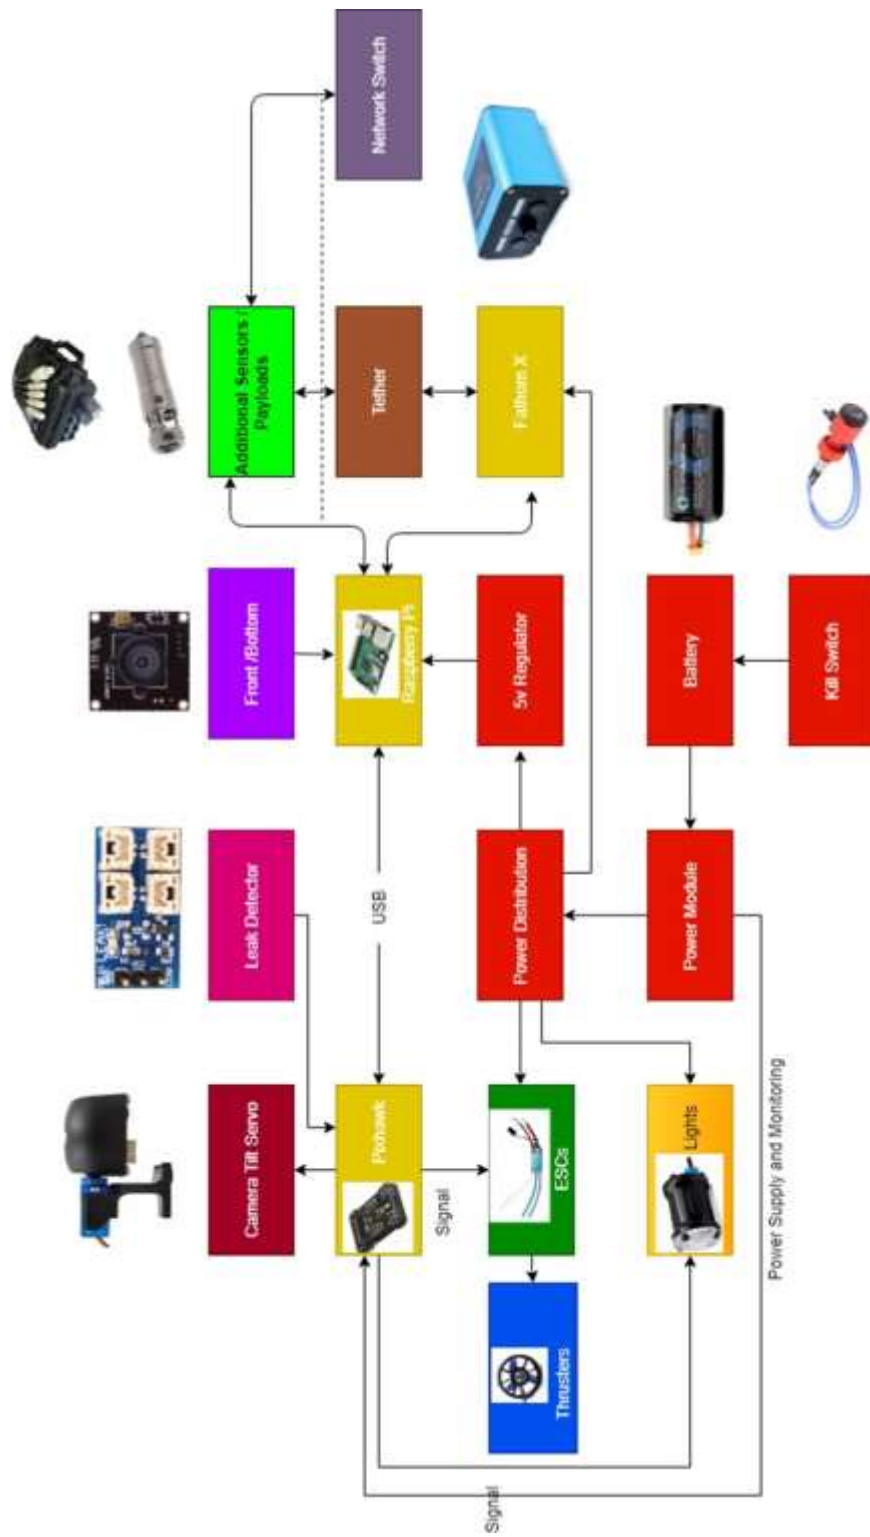 Camera Tilt Servo
Leak Detector
Front /Bottom
Additional Sensors /
Payloads
Pixhawk
USB
Raspberry Pi
Tether
Network Switch
Signal
Signal
Thrusters
ESCs
Power Distribution
5v Regulator
Fathom X
Lights
Power Module
Battery
Power Supply and Monitoring
Kill Switch